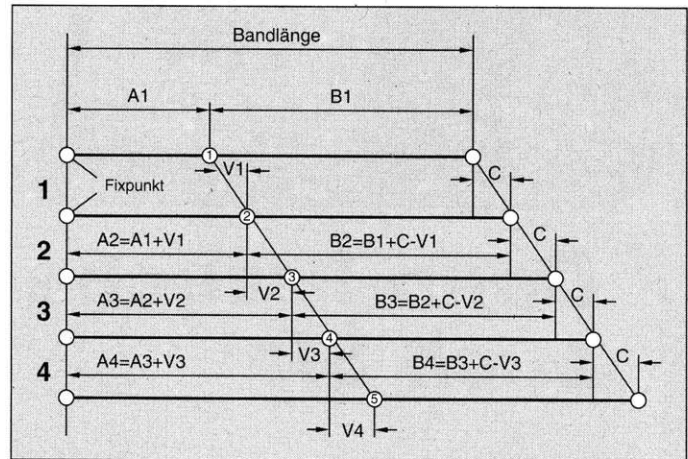 Bandlänge
A1 B1
1 V1 C
1 Fixpunkt
2 C
2 A2=A1+V1 B2=B1+C-V1
3 V2 C
3 A3=A2+V2 B3=B2+C-V2
4 V3 C
4 A4=A3+V3 B4=B3+C-V3
5
V4